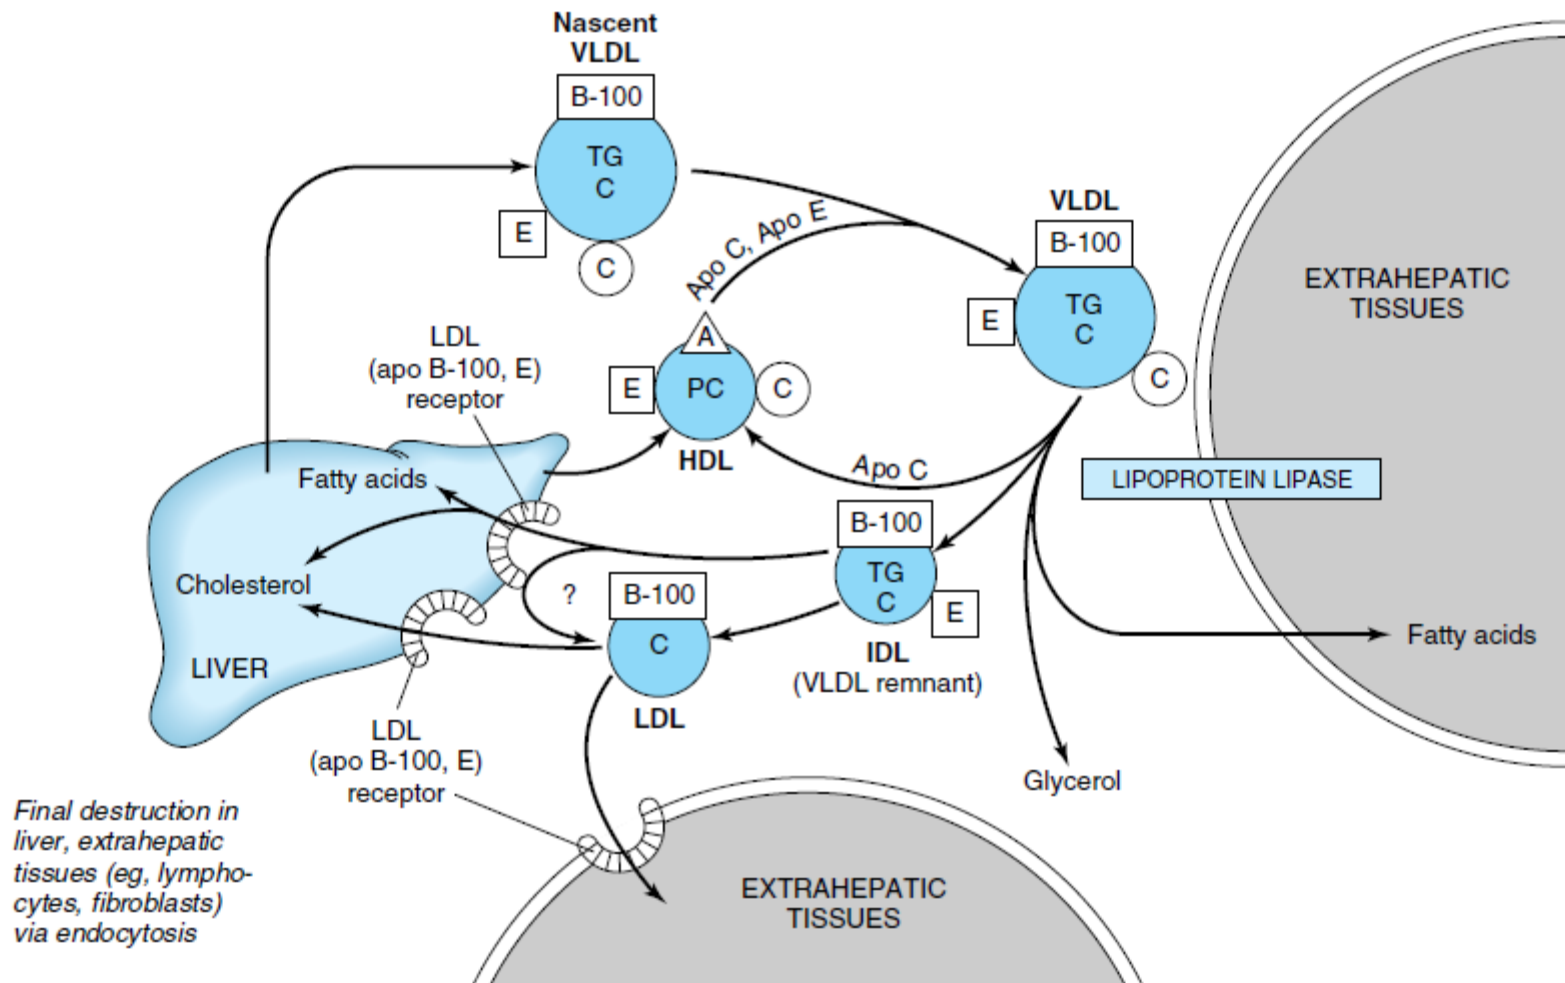 Nascent
VLDL
B-100
TG
C
E
C
Apo C, Apo E
VLDL
B-100
TG
C
E
C
EXTRAHEPATIC
TISSUES
LDL
(apo B-100, E)
receptor
A
E
PC
C
HDL
Apo C
LIPOPROTEIN LIPASE
Fatty acids
Cholesterol
LIVER
?
B-100
C
LDL
B-100
TG
C
E
IDL
(VLDL remnant)
Fatty acids
Glycerol
LDL
(apo B-100, E)
receptor
Final destruction in
liver, extrahepatic
tissues (eg, lympho-
cytes, fibroblasts)
via endocytosis
EXTRAHEPATIC
TISSUES